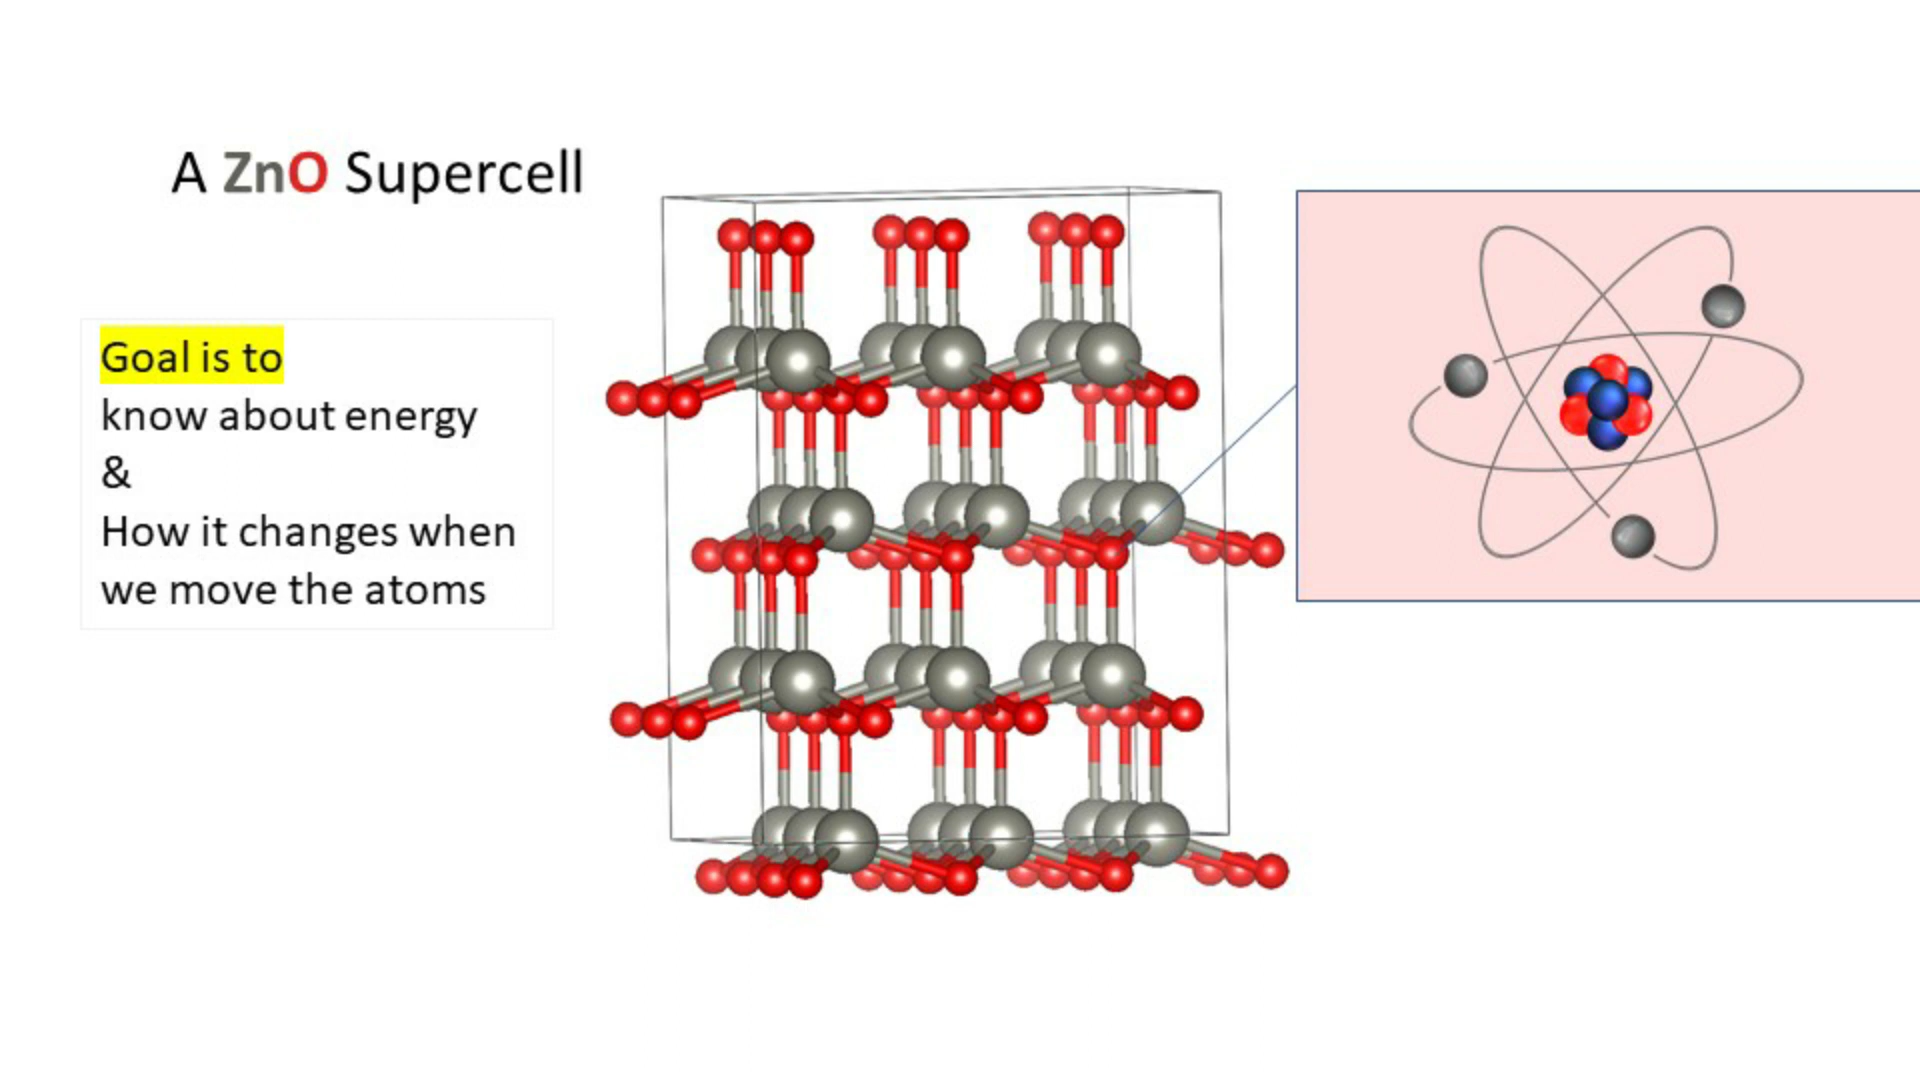 A ZnO Supercell
Goal is to
know about energy
&
How it changes when
we move the atoms